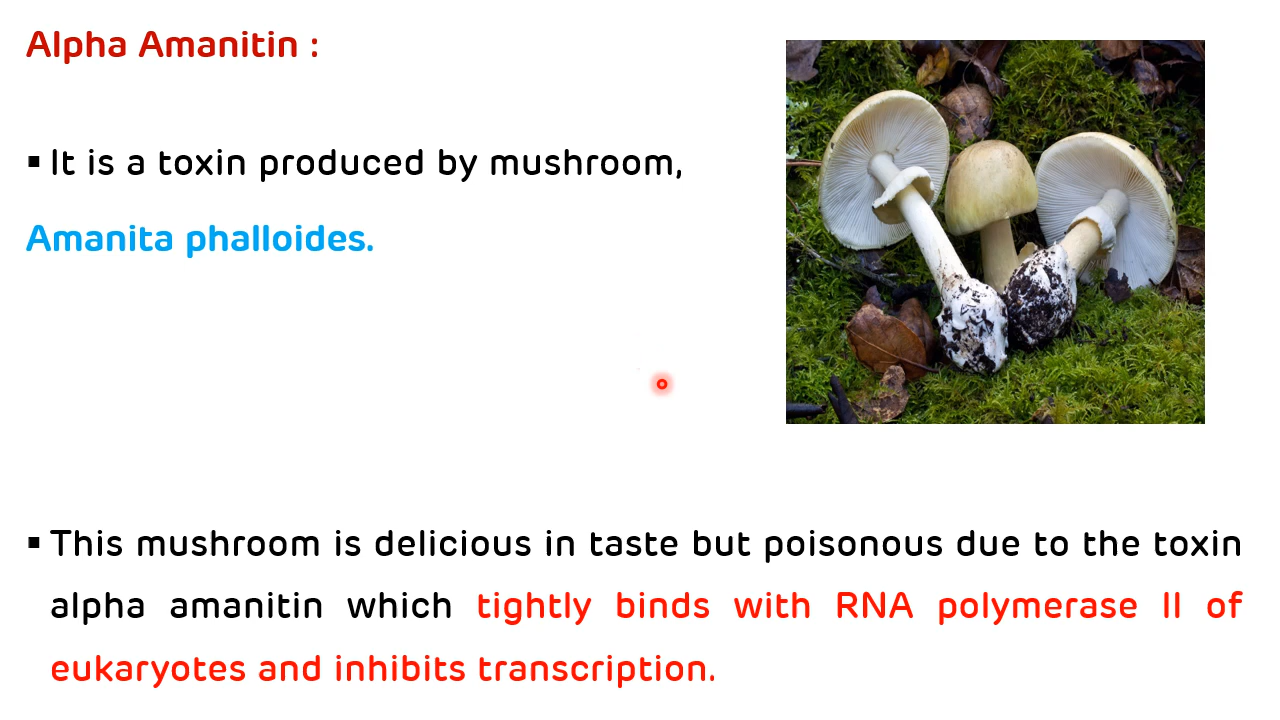 Alpha Amanitin :
▪ It is a toxin produced by mushroom,
Amanita phalloides.
▪ This mushroom is delicious in taste but poisonous due to the toxin
alpha amanitin which tightly binds with RNA polymerase II of
eukaryotes and inhibits transcription.